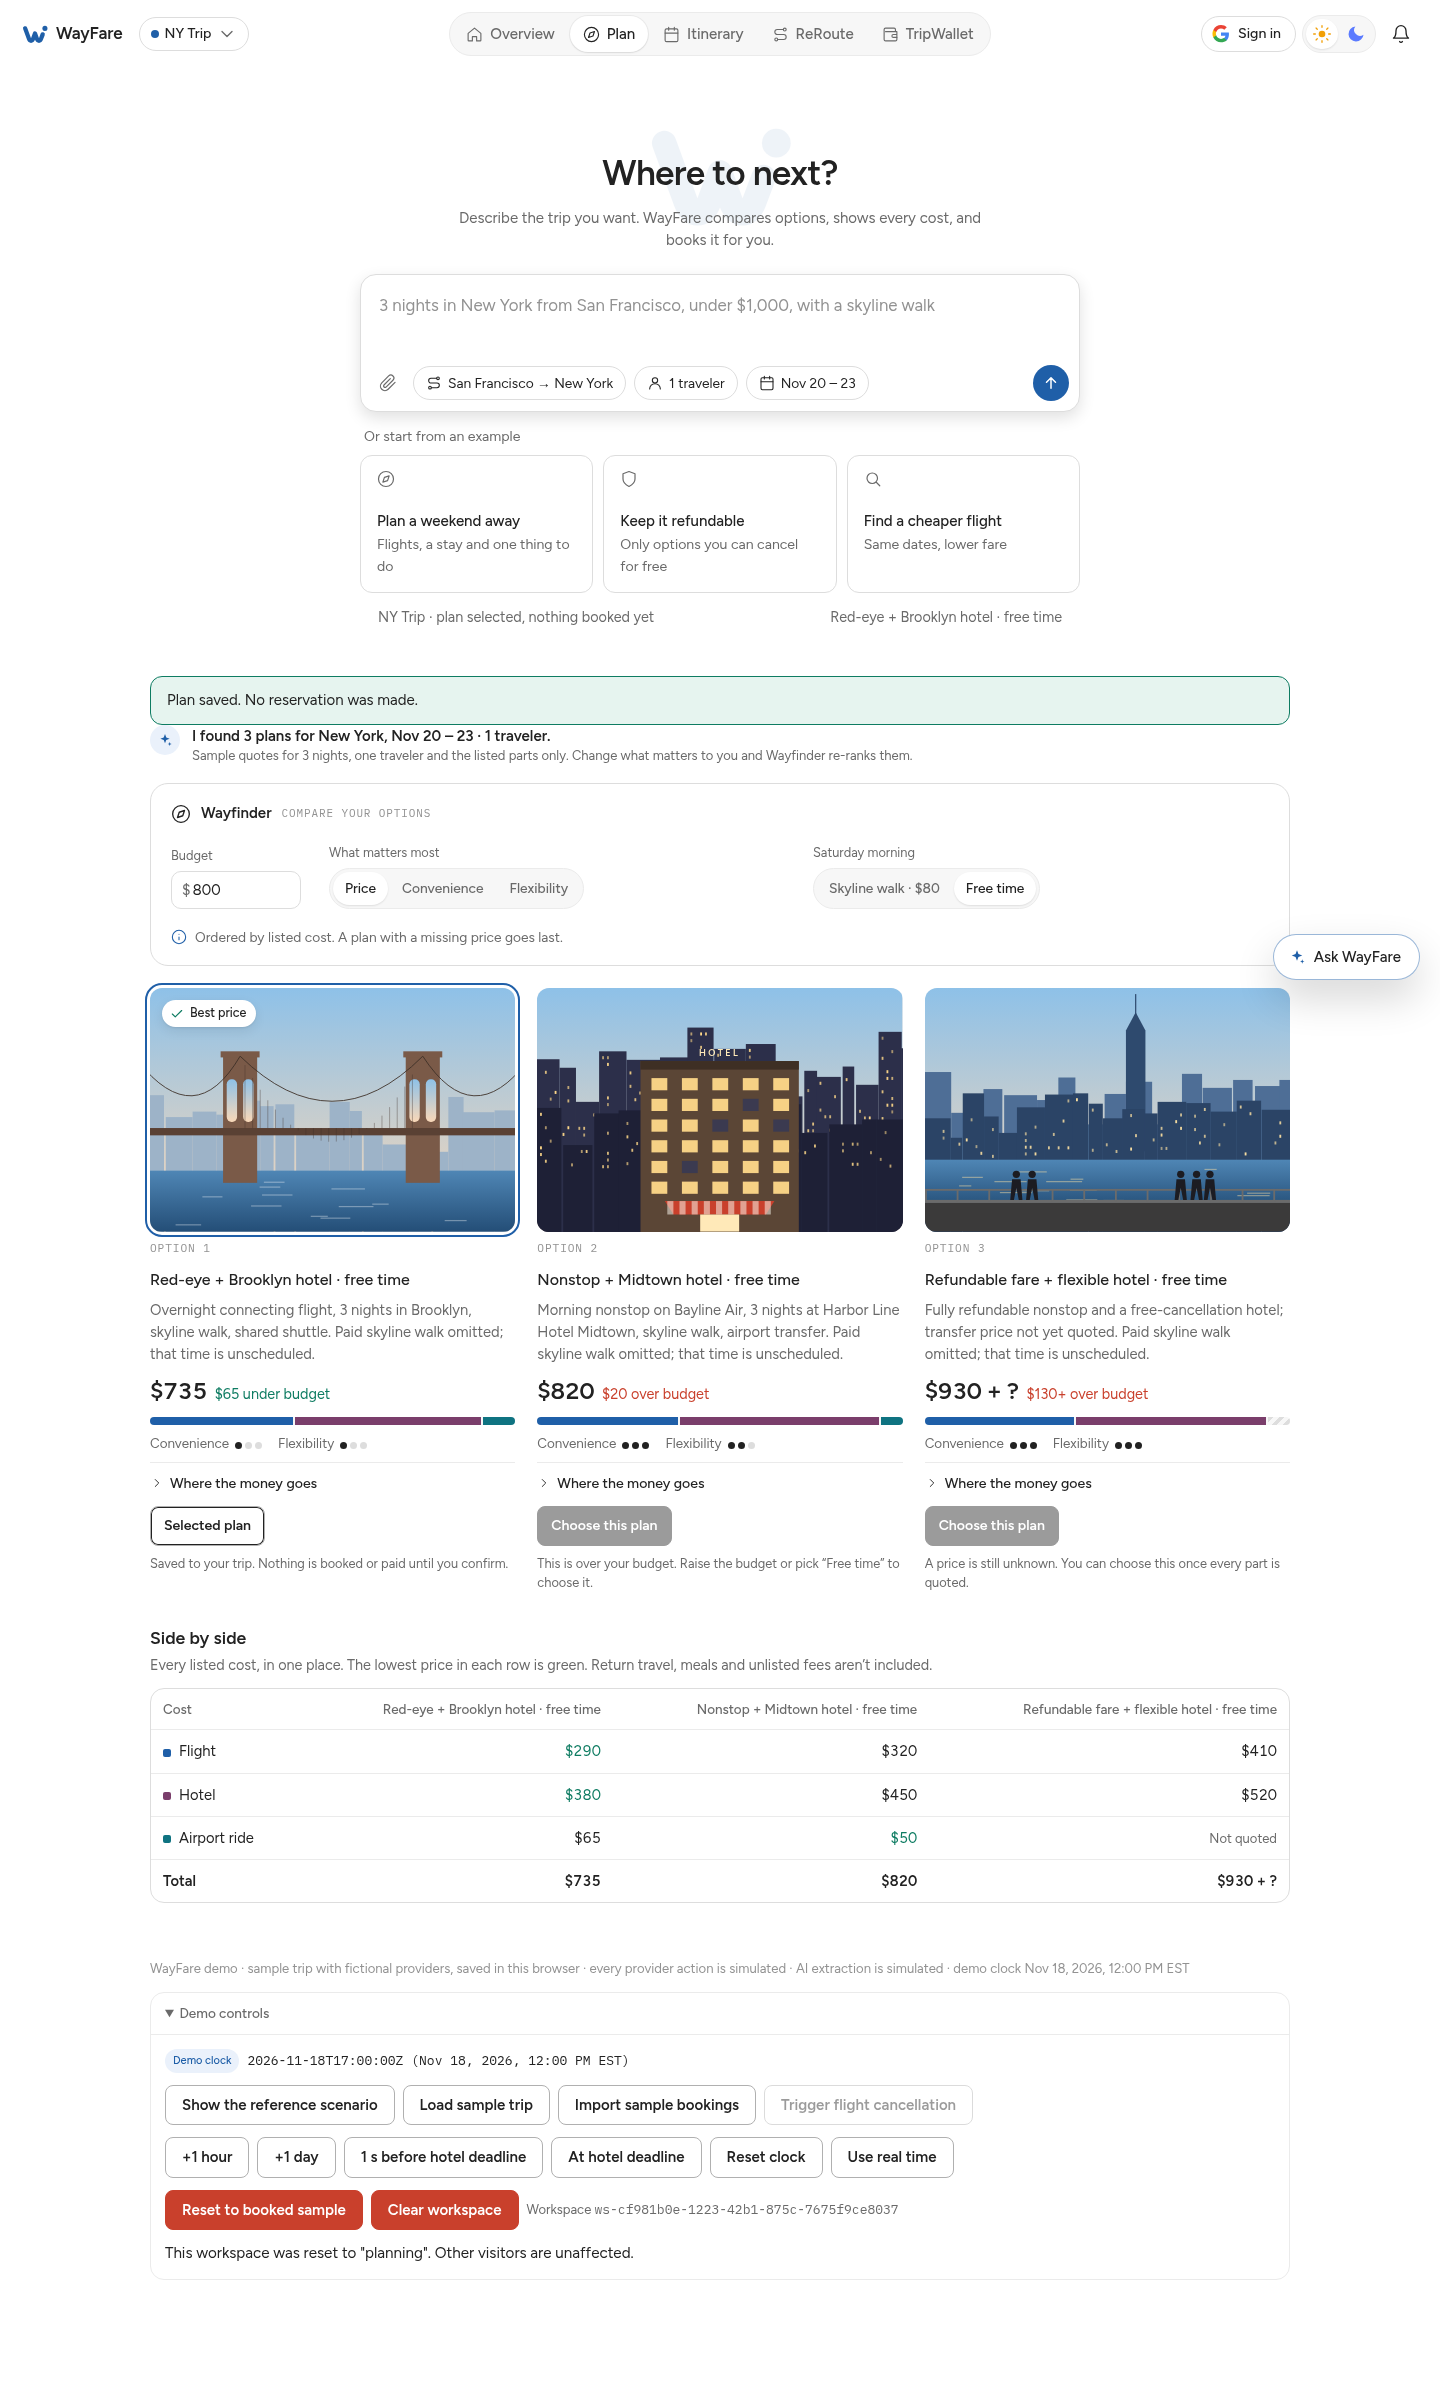 WayFare
NY Trip
Overview
Plan
Itinerary
ReRoute
TripWallet
Sign in
Where to next?
Describe the trip you want. WayFare compares options, shows every cost, and
books it for you.
3 nights in New York from San Francisco, under $1,000, with a skyline walk
San Francisco → New York
1 traveler
Nov 20 – 23
Or start from an example
Plan a weekend away
Flights, a stay and one thing to
do
Keep it refundable
Only options you can cancel
for free
Find a cheaper flight
Same dates, lower fare
NY Trip · plan selected, nothing booked yet
Red-eye + Brooklyn hotel · free time
Plan saved. No reservation was made.
I found 3 plans for New York, Nov 20 – 23 · 1 traveler.
Sample quotes for 3 nights, one traveler and the listed parts only. Change what matters to you and Wayfinder re-ranks them.
Wayfinder COMPARE YOUR OPTIONS
Budget
$ 800
What matters most
Price
Convenience
Flexibility
Saturday morning
Skyline walk · $80
Free time
Ordered by listed cost. A plan with a missing price goes last.
Ask WayFare
Best price
OPTION 1
Red-eye + Brooklyn hotel · free time
Overnight connecting flight, 3 nights in Brooklyn,
skyline walk, shared shuttle. Paid skyline walk omitted;
that time is unscheduled.
$735 $65 under budget
Convenience
Flexibility
Where the money goes
Selected plan
Saved to your trip. Nothing is booked or paid until you confirm.
HOTEL
OPTION 2
Nonstop + Midtown hotel · free time
Morning nonstop on Bayline Air, 3 nights at Harbor Line
Hotel Midtown, skyline walk, airport transfer. Paid
skyline walk omitted; that time is unscheduled.
$820 $20 over budget
Convenience
Flexibility
Where the money goes
Choose this plan
This is over your budget. Raise the budget or pick “Free time” to
choose it.
OPTION 3
Refundable fare + flexible hotel · free time
Fully refundable nonstop and a free-cancellation hotel;
transfer price not yet quoted. Paid skyline walk
omitted; that time is unscheduled.
$930 + ? $130+ over budget
Convenience
Flexibility
Where the money goes
Choose this plan
A price is still unknown. You can choose this once every part is
quoted.
Side by side
Every listed cost, in one place. The lowest price in each row is green. Return travel, meals and unlisted fees aren’t included.
Cost Red-eye + Brooklyn hotel · free time Nonstop + Midtown hotel · free time Refundable fare + flexible hotel · free time
Flight $290 $320 $410
Hotel $380 $450 $520
Airport ride $65 $50 Not quoted
Total $735 $820 $930 + ?
WayFare demo · sample trip with fictional providers, saved in this browser · every provider action is simulated · AI extraction is simulated · demo clock Nov 18, 2026, 12:00 PM EST
▼ Demo controls
Demo clock 2026-11-18T17:00:00Z (Nov 18, 2026, 12:00 PM EST)
Show the reference scenario
Load sample trip
Import sample bookings
Trigger flight cancellation
+1 hour
+1 day
1 s before hotel deadline
At hotel deadline
Reset clock
Use real time
Reset to booked sample
Clear workspace
Workspace ws-cf981b0e-1223-42b1-875c-7675f9ce8037
This workspace was reset to "planning". Other visitors are unaffected.